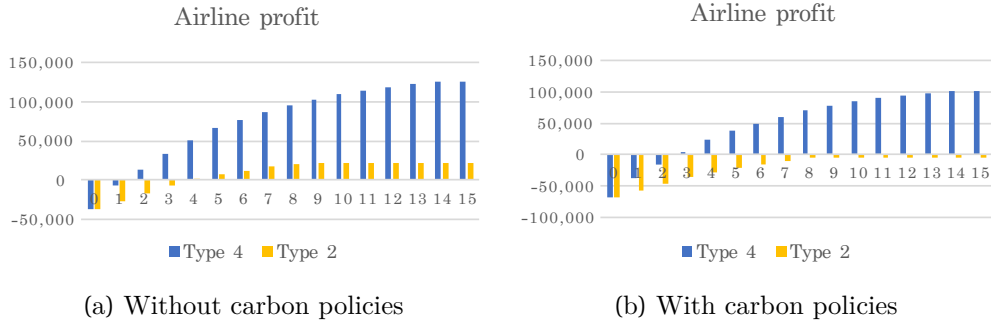 Airline profit
150,000
100,000
50,000
0
-50,000
0 1 2 3 4 5 6 7 8 9 10 11 12 13 14 15
Type 4 Type 2
(a) Without carbon policies
Airline profit
150,000
100,000
50,000
0
-50,000
-100,000
0 1 2 3 4 5 6 7 8 9 10 11 12 13 14 15
Type 4 Type 2
(b) With carbon policies